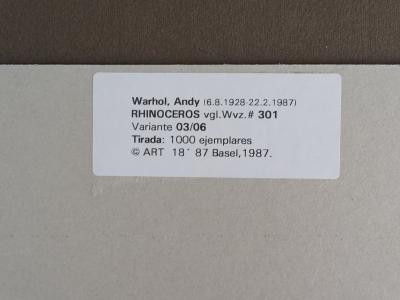 Warhol, Andy (6.8.1928-22.2.1987)
RHINOCEROS vgl.Wvz.# 301
Variante 03/06
Tirada: 1000 ejemplares
© ART 18´ 87 Basel,1987.